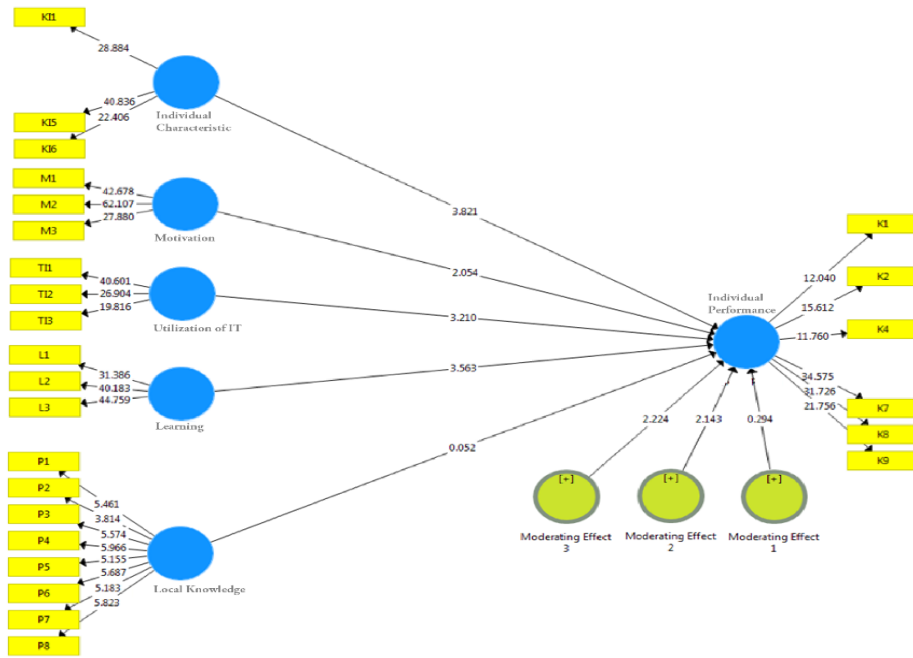 KI1
28.884
40.836
KI5
22.406
KI6
Individual
Characteristic
M1
42.678
M2
62.107
M3
27.880
Motivation
TI1
40.601
TI2
26.904
TI3
19.816
Utilization of IT
L1
31.386
L2
40.183
L3
44.759
Learning
P1
P2
5.461
P3
3.814
5.574
P4
5.966
P5
5.155
5.687
P6
5.183
P7
5.823
P8
Local Knowledge
3.821
2.054
3.210
3.563
0.052
Individual
Performance
K1
12.040
K2
15.612
11.760
K4
34.575
31.726
K7
21.756
K8
K9
2.224
2.143
0.294
[+]
[+]
[+]
Moderating Effect
3
Moderating Effect
2
Moderating Effect
1